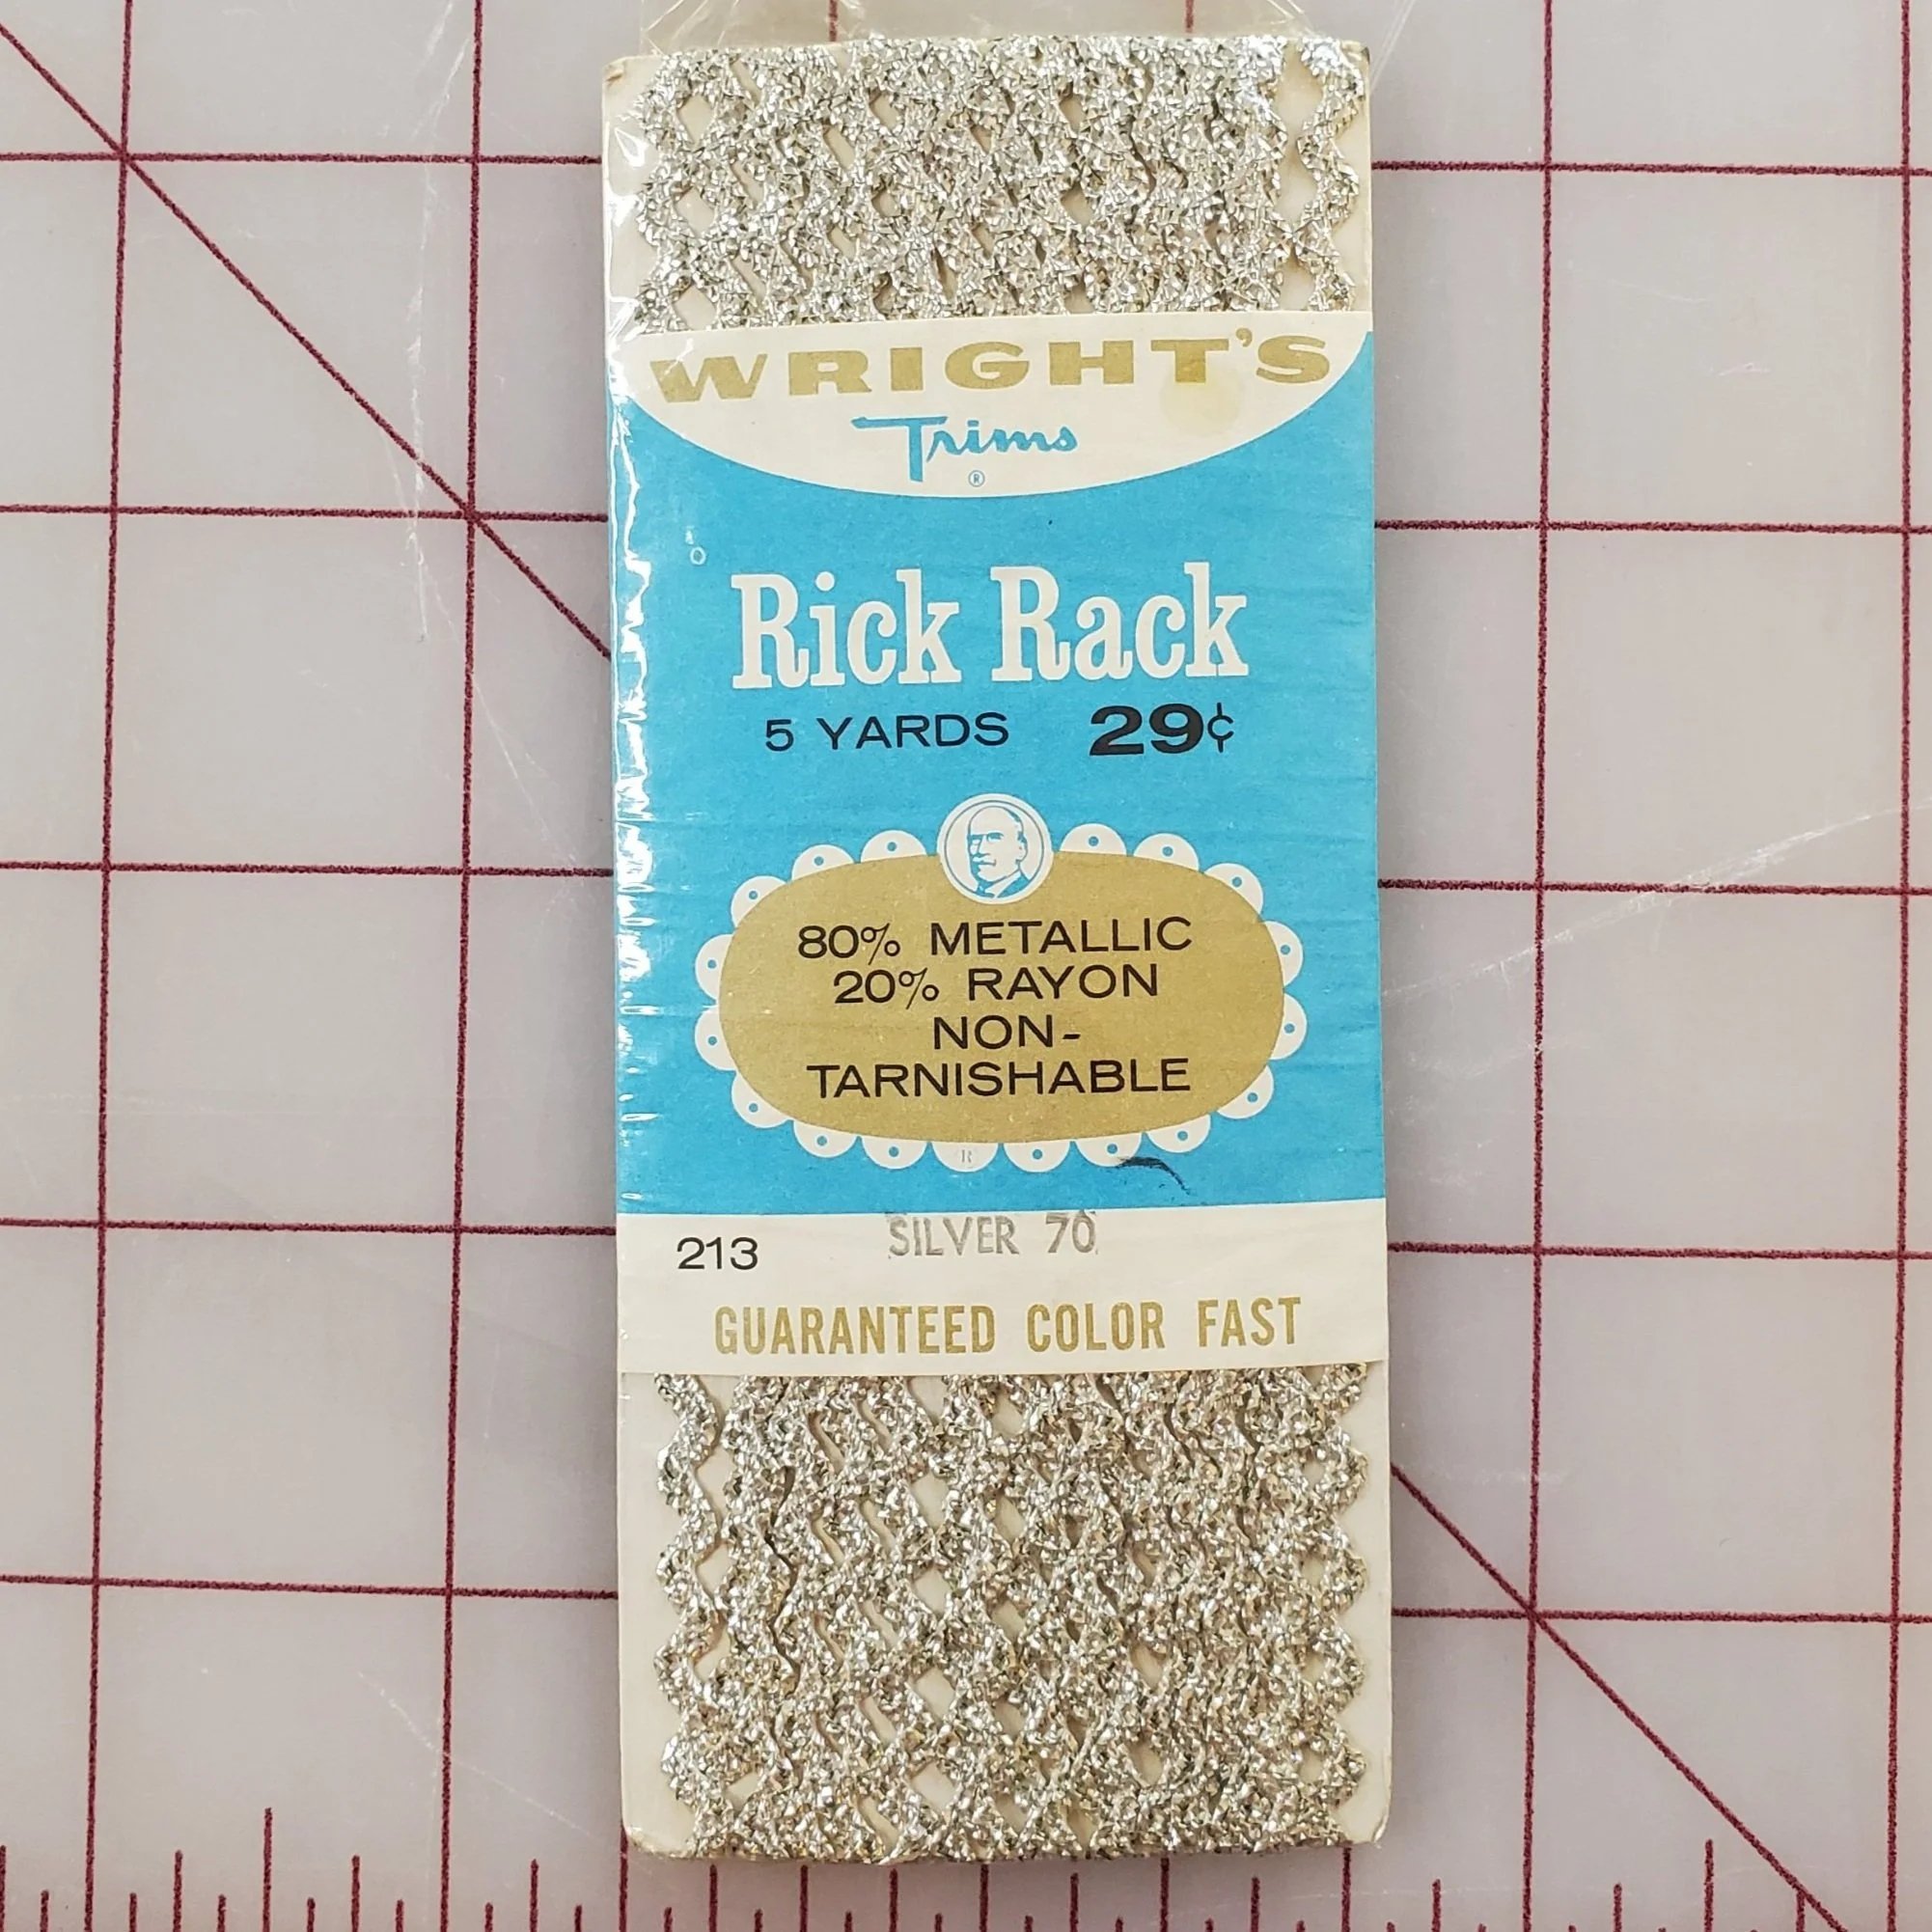 WRIGHT'S
Trims
®
Rick Rack
5 YARDS 29¢
80% METALLIC
20% RAYON
NON-
TARNISHABLE
R
213 SILVER 70
GUARANTEED COLOR FAST